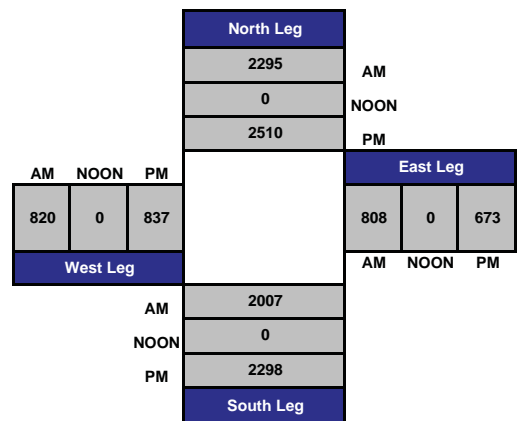 North Leg
2295
AM
0
NOON
2510
PM
AM NOON PM
East Leg
820 0 837
808 0 673
West Leg
AM NOON PM
AM
2007
NOON
0
PM
2298
South Leg